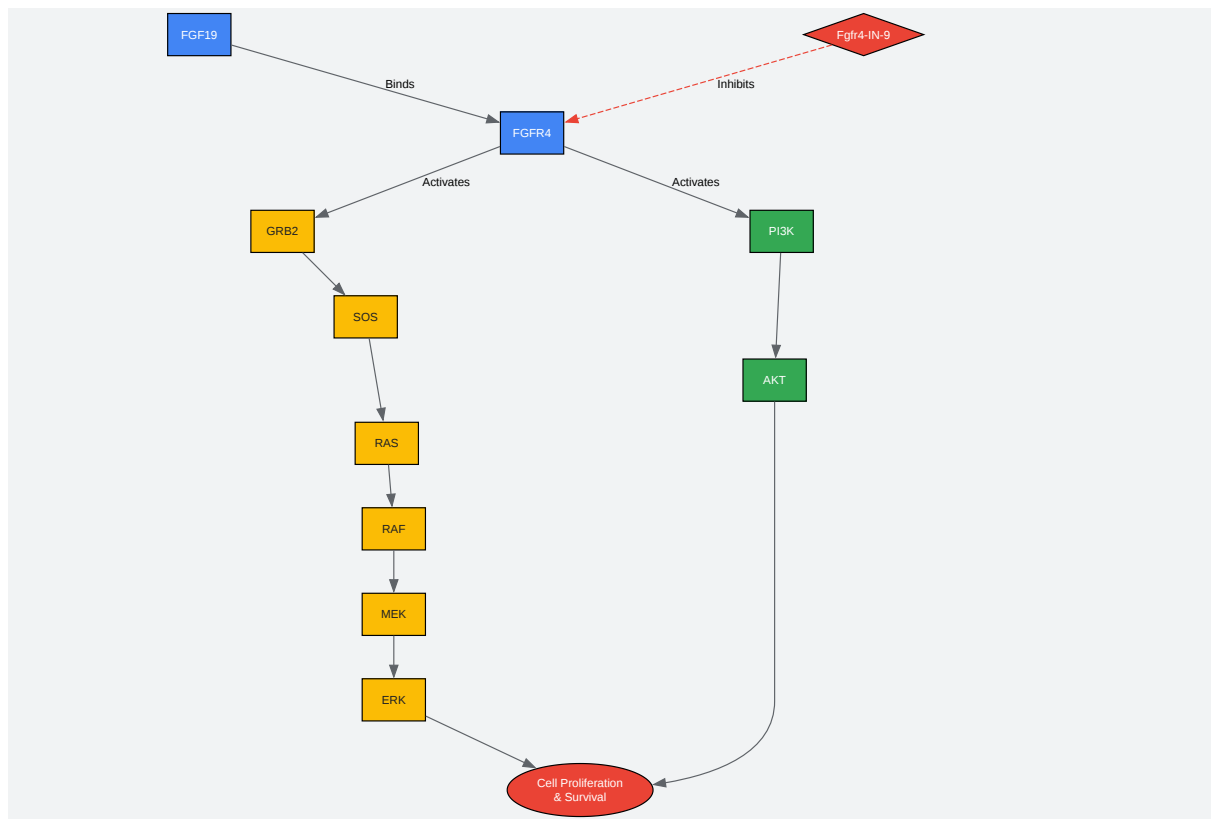 FGF19
Fgfr4-IN-9
Binds
Inhibits
FGFR4
Activates
Activates
GRB2
PI3K
SOS
AKT
RAS
RAF
MEK
ERK
Cell Proliferation
& Survival